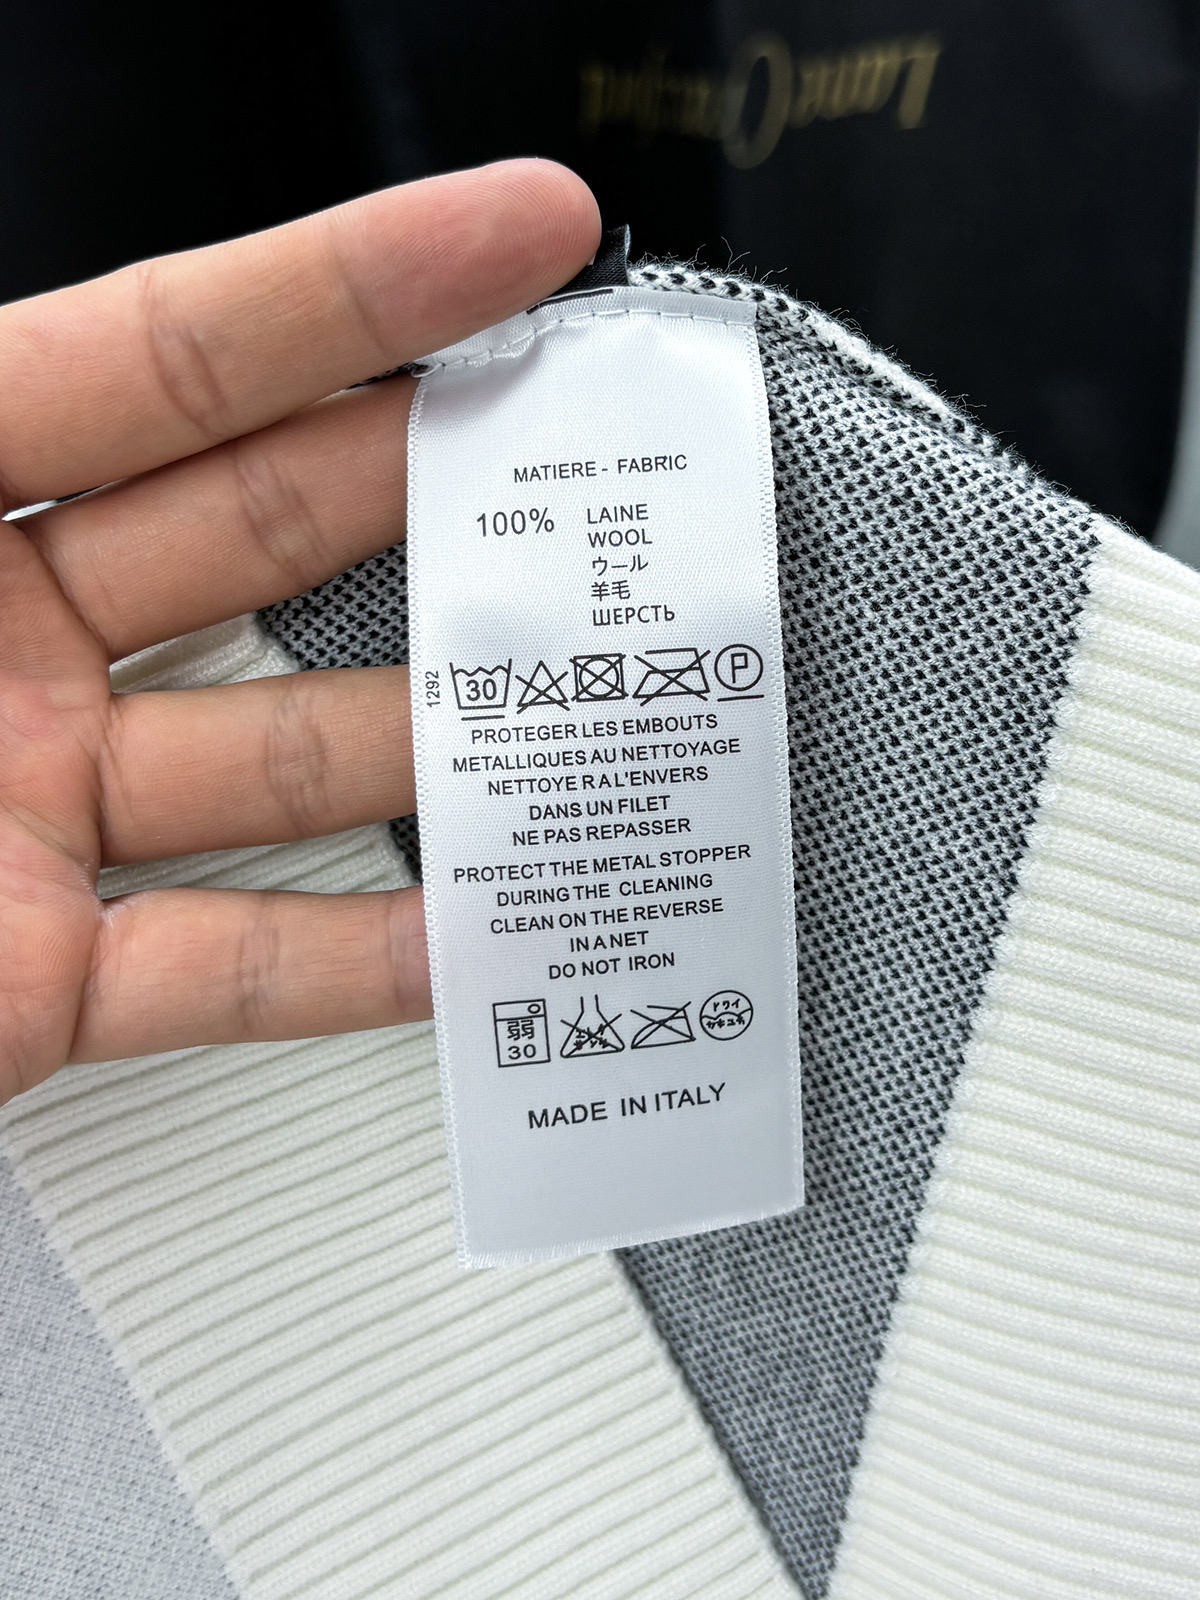 MATIERE - FABRIC
100% LAINE
WOOL
ウール
羊毛
ШЕРСТЬ
1292
30
P
PROTEGER LES EMBOUTS
METALLIQUES AU NETTOYAGE
NETTOYE R A L'ENVERS
DANS UN FILET
NE PAS REPASSER
PROTECT THE METAL STOPPER
DURING THE CLEANING
CLEAN ON THE REVERSE
IN A NET
DO NOT IRON
弱
30
MADE IN ITALY